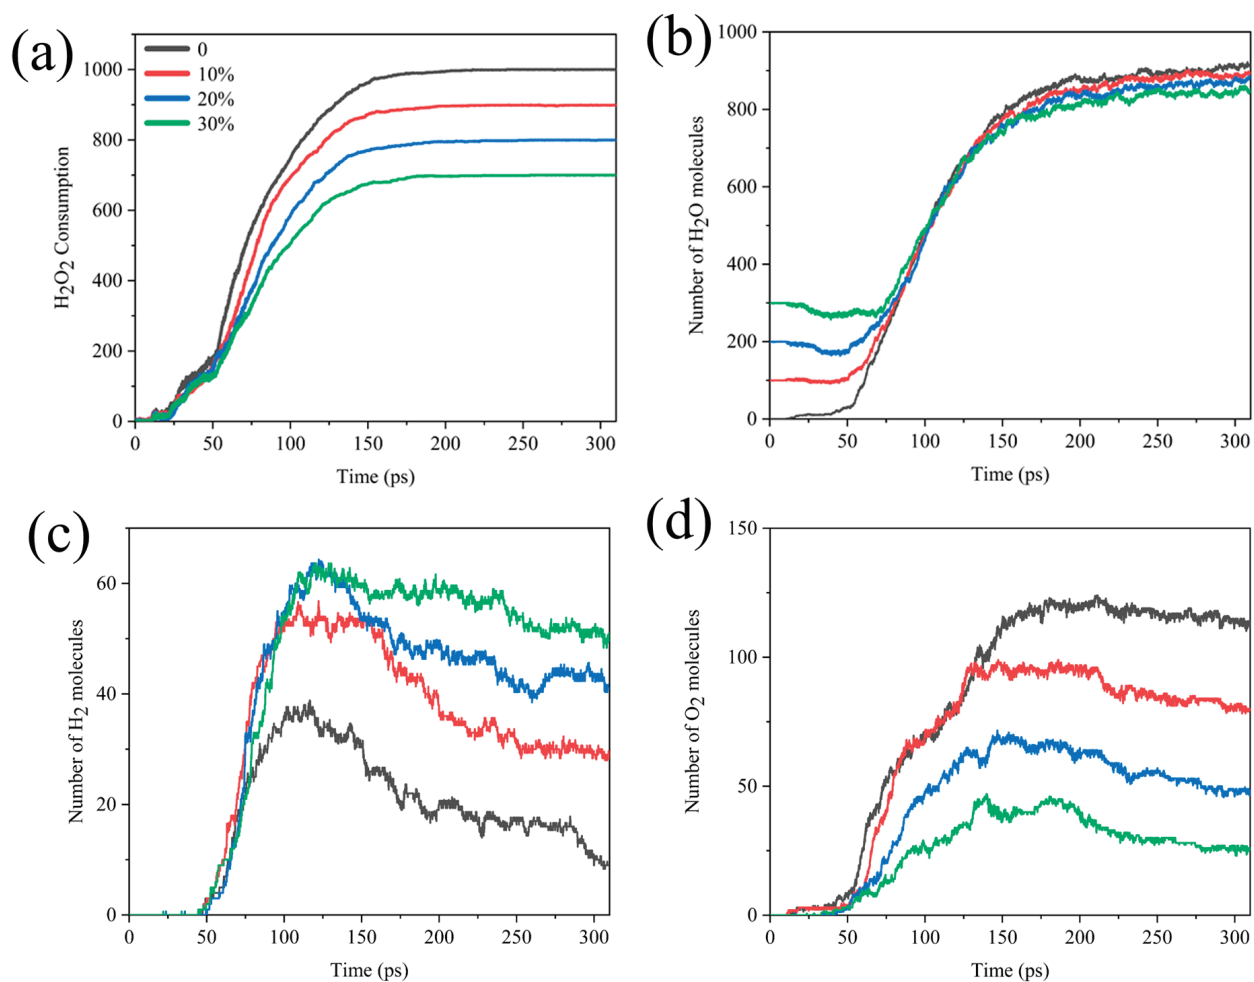 (a)
0
10%
20%
30%
1000
800
600
400
200
0
H2O2 Consumption
0 50 100 150 200 250 300
Time (ps)
(b)
1000
800
600
400
200
0
Number of H2O molecules
0 50 100 150 200 250 300
Time (ps)
(c)
60
40
20
0
Number of H2 molecules
0 50 100 150 200 250 300
Time (ps)
(d)
150
100
50
0
Number of O2 molecules
0 50 100 150 200 250 300
Time (ps)